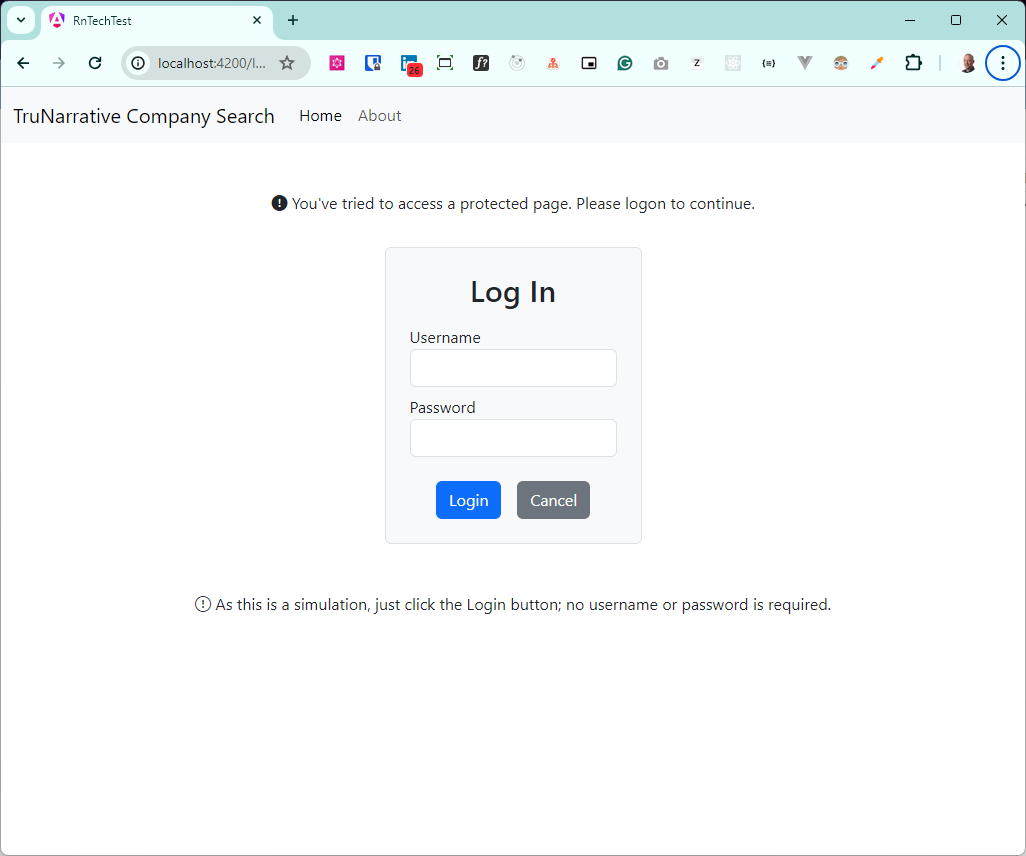 RnTechTest
localhost:4200/l...
26
f?
z
{=}
TruNarrative Company Search Home About
You've tried to access a protected page. Please logon to continue.
Log In
Username
Password
Login Cancel
As this is a simulation, just click the Login button; no username or password is required.